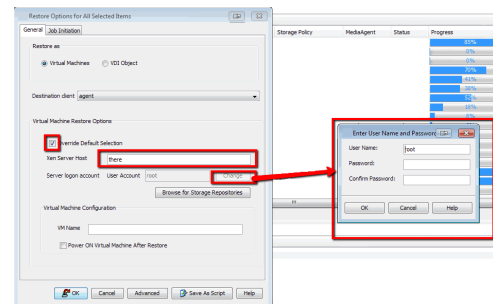 Restore Options for All Selected Items
General Job Initiation
Restore as
Virtual Machines VDI Object
Destination client agent
Virtual Machine Restore Options
Override Default Selection
Xen Server Host there
Server logon account User Account root Change
Browse for Storage Repositories
Virtual Machine Configuration
VM Name
Power ON Virtual Machine After Restore
OK Cancel Advanced Save As Script Help
Storage Policy MediaAgent Status Progress
85%
0%
0%
70%
41%
38%
18%
Enter User Name and Password
User Name: root
Password:
Confirm Password:
OK Cancel Help